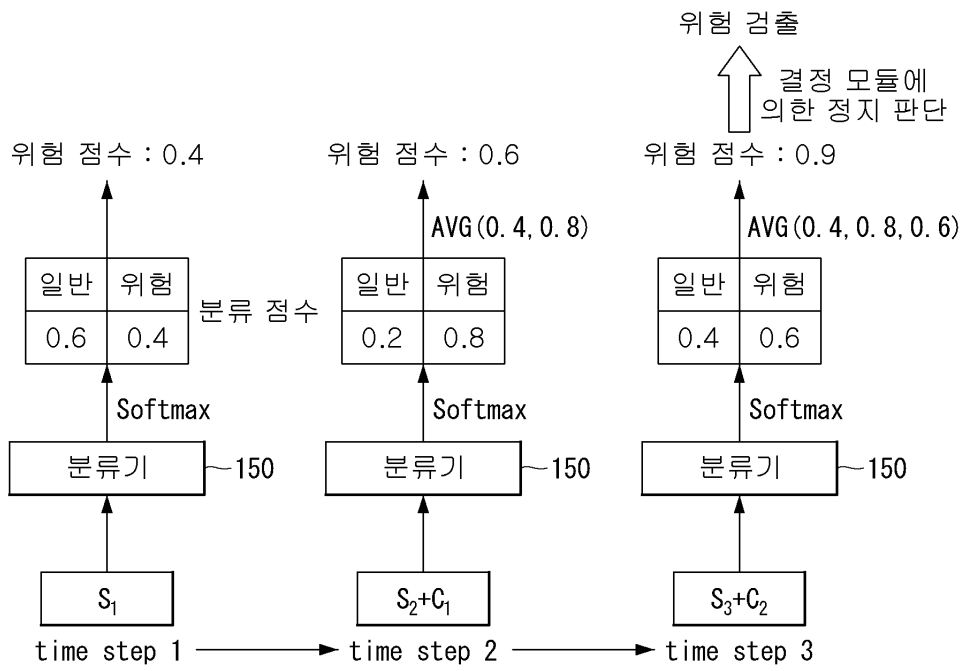 위험 검출
결정 모듈에
의한 정지 판단
위험 점수 : 0.4
위험 점수 : 0.6
위험 점수 : 0.9
AVG(0.4, 0.8)
AVG(0.4, 0.8, 0.6)
일반 위험
0.6 0.4
분류 점수
일반 위험
0.2 0.8
일반 위험
0.4 0.6
Softmax
Softmax
Softmax
분류기 150
분류기 150
분류기 150
S₁
S₂+C₁
S₃+C₂
time step 1
time step 2
time step 3